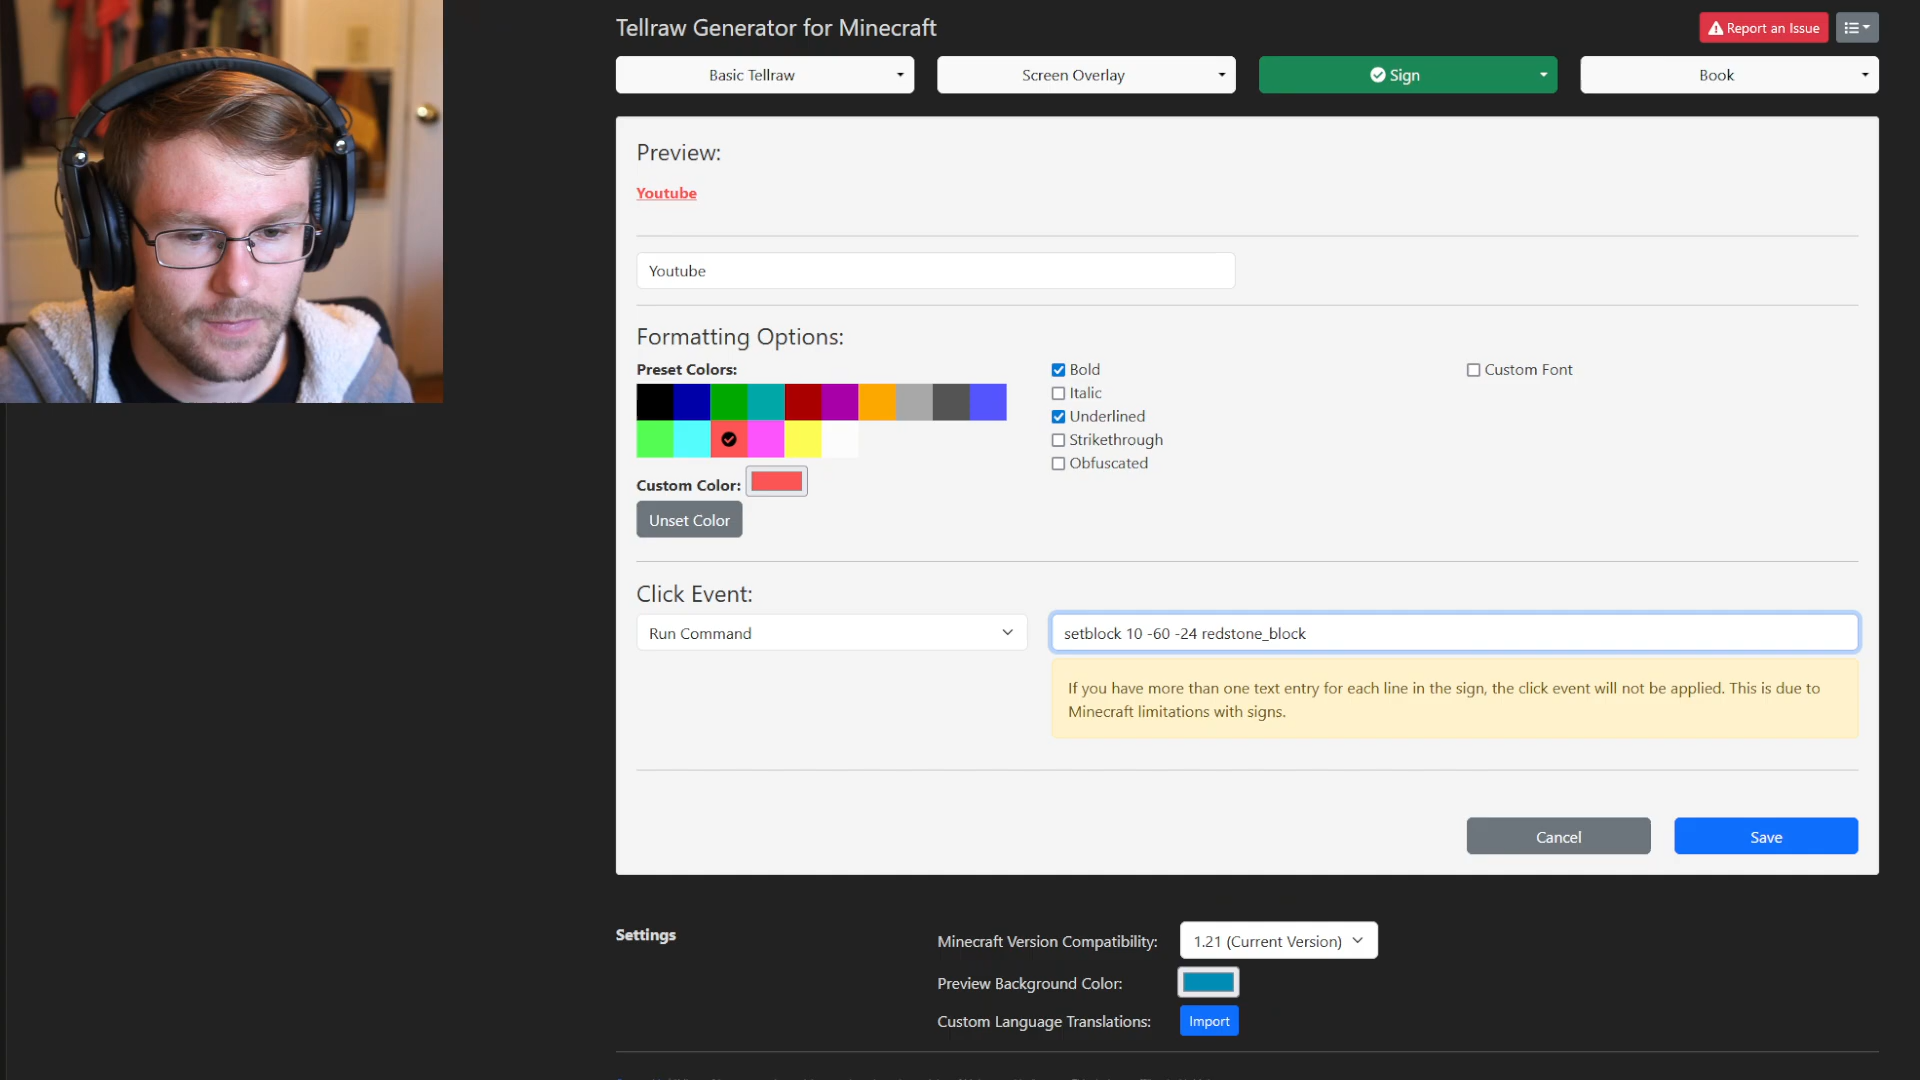 Tellraw Generator for Minecraft
Report an Issue
Basic Tellraw
Screen Overlay
Sign
Book
Preview:
Youtube
Youtube
Formatting Options:
Preset Colors:
Custom Color:
Unset Color
Bold
Italic
Underlined
Strikethrough
Obfuscated
Custom Font
Click Event:
Run Command
setblock 10 -60 -24 redstone_block
If you have more than one text entry for each line in the sign, the click event will not be applied. This is due to
Minecraft limitations with signs.
Cancel
Save
Settings
Minecraft Version Compatibility:
1.21 (Current Version)
Preview Background Color:
Custom Language Translations:
Import